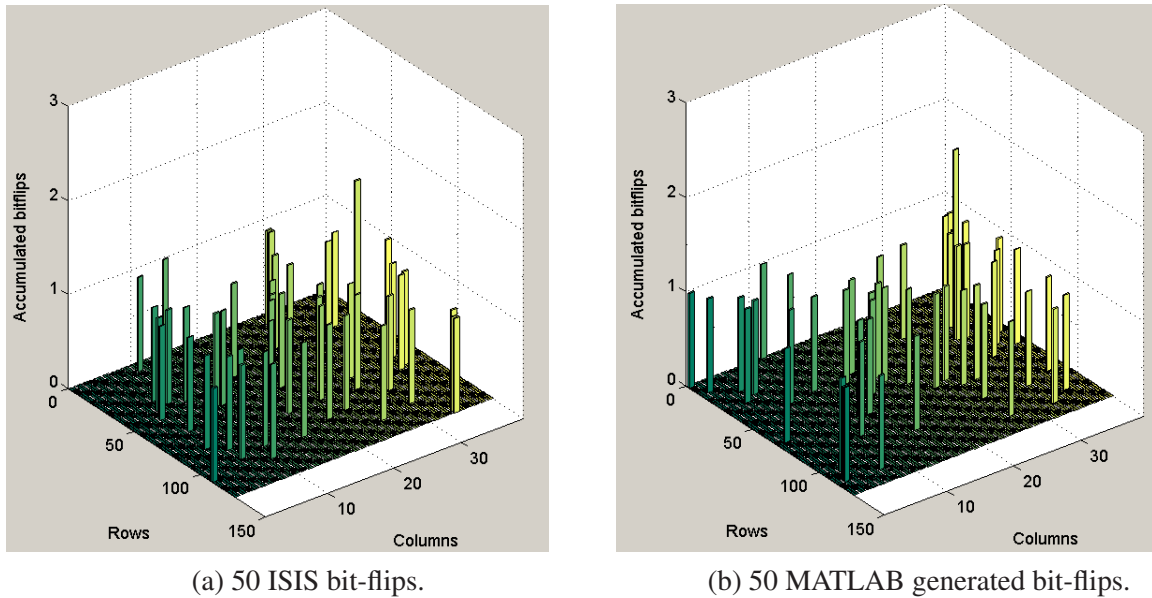 3
2
1
0
Accumulated bitflips
0
50
100
150
Rows
10
20
30
Columns
(a) 50 ISIS bit-flips.
3
2
1
0
Accumulated bitflips
0
50
100
150
Rows
10
20
30
Columns
(b) 50 MATLAB generated bit-flips.